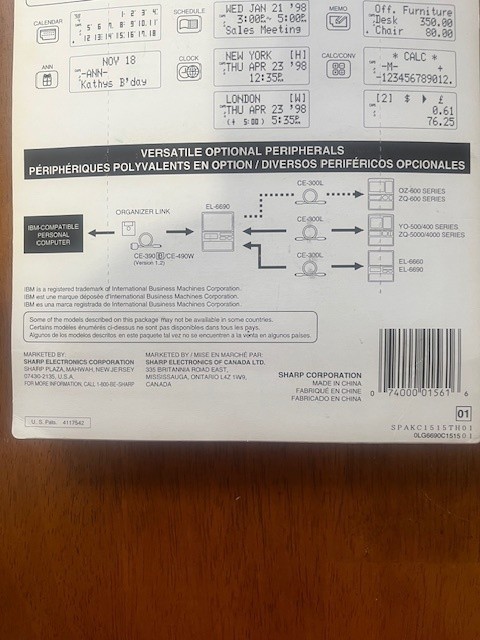 CALENDAR
1· 2· 3· 4·
5· 6· 7· 8· 9· 10· 11·
12· 13· 14· 15· 16· 17· 18
SCHEDULE
WED JAN 21 '98
3:00P~ 5:00P
Sales Meeting
MEMO
Off. Furniture
Desk 350.00
Chair 80.00
ANN
NOV 18
-ANN-
Kathys B'day
CLOCK
NEW YORK [H]
THU APR 23 '98
12:35P
CALC/CONV
* CALC *
-M- +
-123456789012.
LONDON [W]
THU APR 23 '98
(+ 5:00) 5:35P
[2] $ ▶ £
0.61
76.25
VERSATILE OPTIONAL PERIPHERALS
PÉRIPHÉRIQUES POLYVALENTS EN OPTION / DIVERSOS PERIFÉRICOS OPCIONALES
IBM-COMPATIBLE
PERSONAL
COMPUTER
ORGANIZER LINK
CE-390B/CE-490W
(Version 1.2)
EL-6690
CE-300L
OZ-600 SERIES
ZQ-600 SERIES
CE-300L
YO-500/400 SERIES
ZQ-5000/4000 SERIES
CE-300L
EL-6660
EL-6690
IBM is a registered trademark of International Business Machines Corporation.
IBM est une marque déposée d'International Business Machines Corporation.
IBM es una marca registrada de International Business Machines Corporation.
Some of the models described on this package may not be available in some countries.
Certains modèles énumérés ci-dessus ne sont pas disponibles dans tous les pays.
Algunos de los modelos descritos en este paquete tal vez no se encuentren a la venta en algunos países.
MARKETED BY:
SHARP ELECTRONICS CORPORATION
SHARP PLAZA, MAHWAH, NEW JERSEY
07430-2135, U.S.A.
FOR MORE INFORMATION, CALL 1-800-BE-SHARP
MARKETED BY / MISE EN MARCHÉ PAR:
SHARP ELECTRONICS OF CANADA LTD.
335 BRITANNIA ROAD EAST,
MISSISSAUGA, ONITARIO L4Z 1W9,
CANADA
SHARP CORPORATION
MADE IN CHINA
FABRIQUÉ EN CHINE
FABRICADO EN CHINA
0 74000 01561 6
01
U. S. Pats. 4117542
SPAKC1515TH01
0LG6690C1515 0 1